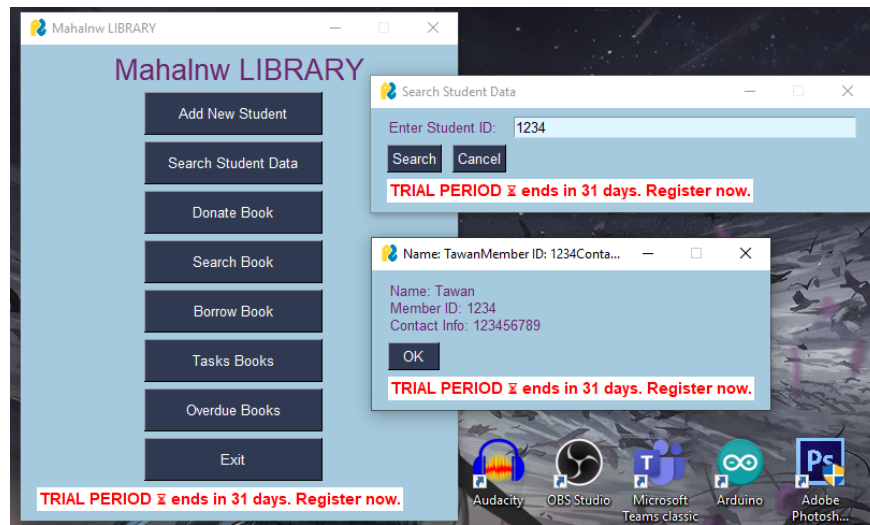 Mahalnw LIBRARY
Mahalnw LIBRARY
Add New Student
Search Student Data
Donate Book
Search Book
Borrow Book
Tasks Books
Overdue Books
Exit
TRIAL PERIOD ⧖ ends in 31 days. Register now.
Search Student Data
Enter Student ID: 1234
Search Cancel
TRIAL PERIOD ⧖ ends in 31 days. Register now.
Name: TawanMember ID: 1234Conta...
Name: Tawan
Member ID: 1234
Contact Info: 123456789
OK
TRIAL PERIOD ⧖ ends in 31 days. Register now.
Ps
Audacity
OBS Studio
Microsoft
Teams classic
Arduino
Adobe
Photosh...